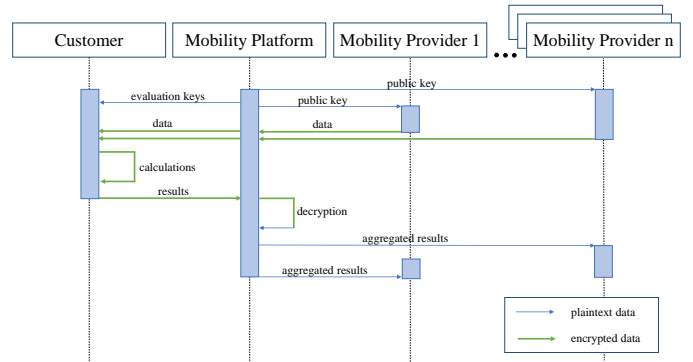 Customer
Mobility Platform
Mobility Provider 1
...
Mobility Provider n
public key
evaluation keys
public key
data
data
calculations
results
decryption
aggregated results
aggregated results
plaintext data
encrypted data